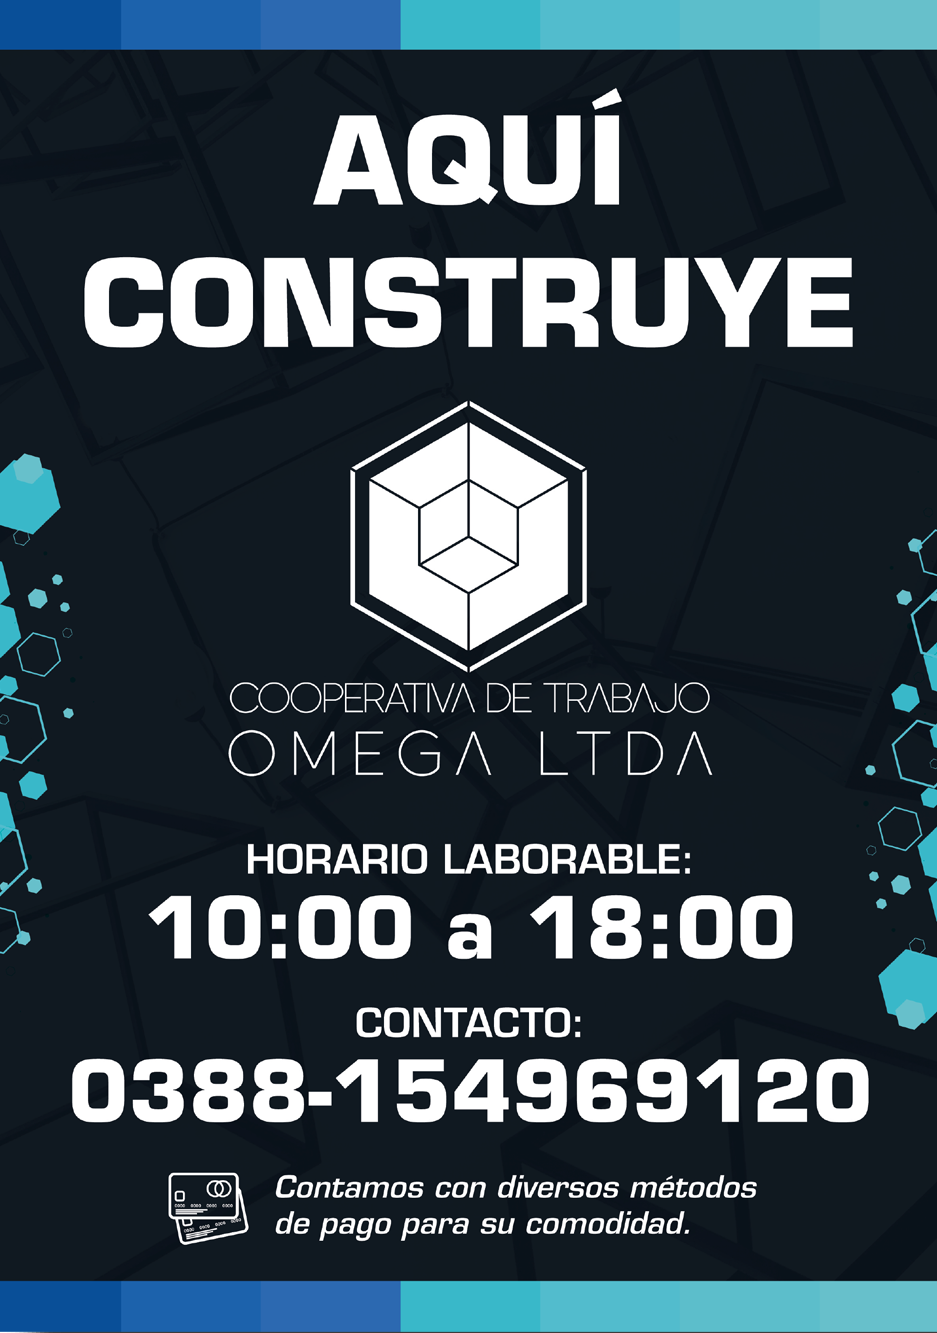 AQUÍ
CONSTRUYE
COOPERATIVA DE TRABAJO
OMEGA LTDA
HORARIO LABORABLE:
10:00 a 18:00
CONTACTO:
0388-154969120
Contamos con diversos métodos
de pago para su comodidad.